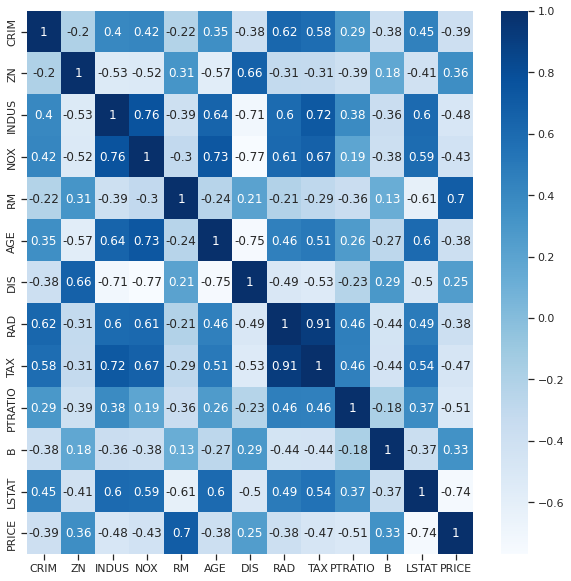 CRIM 1 -0.2 0.4 0.42 -0.22 0.35 -0.38 0.62 0.58 0.29 -0.38 0.45 -0.39
ZN -0.2 1 -0.53 -0.52 0.31 -0.57 0.66 -0.31 -0.31 -0.39 0.18 -0.41 0.36
INDUS 0.4 -0.53 1 0.76 -0.39 0.64 -0.71 0.6 0.72 0.38 -0.36 0.6 -0.48
NOX 0.42 -0.52 0.76 1 -0.3 0.73 -0.77 0.61 0.67 0.19 -0.38 0.59 -0.43
RM -0.22 0.31 -0.39 -0.3 1 -0.24 0.21 -0.21 -0.29 -0.36 0.13 -0.61 0.7
AGE 0.35 -0.57 0.64 0.73 -0.24 1 -0.75 0.46 0.51 0.26 -0.27 0.6 -0.38
DIS -0.38 0.66 -0.71 -0.77 0.21 -0.75 1 -0.49 -0.53 -0.23 0.29 -0.5 0.25
RAD 0.62 -0.31 0.6 0.61 -0.21 0.46 -0.49 1 0.91 0.46 -0.44 0.49 -0.38
TAX 0.58 -0.31 0.72 0.67 -0.29 0.51 -0.53 0.91 1 0.46 -0.44 0.54 -0.47
PTRATIO 0.29 -0.39 0.38 0.19 -0.36 0.26 -0.23 0.46 0.46 1 -0.18 0.37 -0.51
B -0.38 0.18 -0.36 -0.38 0.13 -0.27 0.29 -0.44 -0.44 -0.18 1 -0.37 0.33
LSTAT 0.45 -0.41 0.6 0.59 -0.61 0.6 -0.5 0.49 0.54 0.37 -0.37 1 -0.74
PRICE -0.39 0.36 -0.48 -0.43 0.7 -0.38 0.25 -0.38 -0.47 -0.51 0.33 -0.74 1
CRIM ZN INDUS NOX RM AGE DIS RAD TAX PTRATIO B LSTAT PRICE
1.0
0.8
0.6
0.4
0.2
0.0
−0.2
−0.4
−0.6